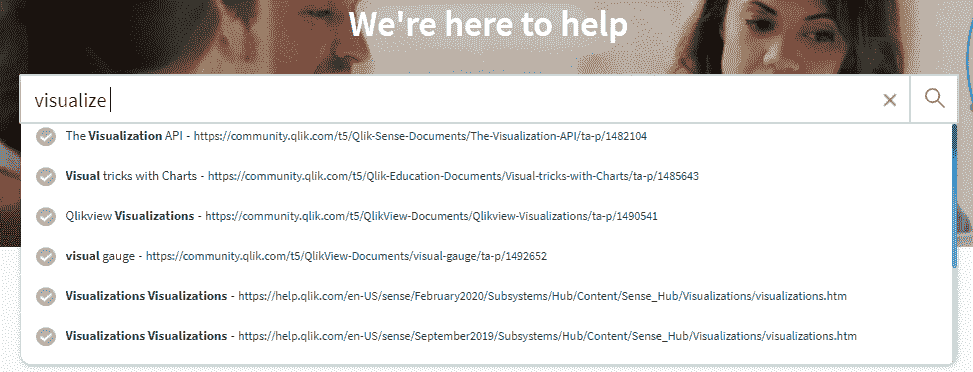 We're here to help
visualize
The Visualization API - https://community.qlik.com/t5/Qlik-Sense-Documents/The-Visualization-API/ta-p/1482104
Visual tricks with Charts - https://community.qlik.com/t5/Qlik-Education-Documents/Visual-tricks-with-Charts/ta-p/1485643
Qlikview Visualizations - https://community.qlik.com/t5/QlikView-Documents/Qlikview-Visualizations/ta-p/1490541
visual gauge - https://community.qlik.com/t5/QlikView-Documents/visual-gauge/ta-p/1492652
Visualizations Visualizations - https://help.qlik.com/en-US/sense/February2020/Subsystems/Hub/Content/Sense_Hub/Visualizations/visualizations.htm
Visualizations Visualizations - https://help.qlik.com/en-US/sense/September2019/Subsystems/Hub/Content/Sense_Hub/Visualizations/visualizations.htm